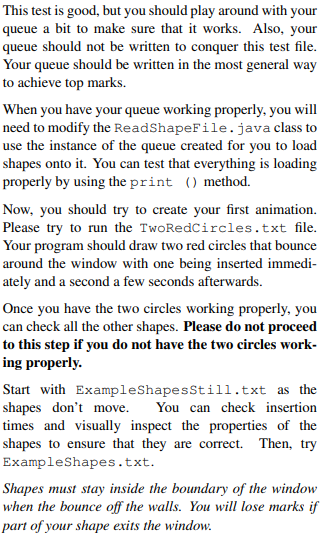 This test is good, but you should play around with your
queue a bit to make sure that it works. Also, your
queue should not be written to conquer this test file.
Your queue should be written in the most general way
to achieve top marks.
When you have your queue working properly, you will
need to modify the ReadShapeFile.java class to
use the instance of the queue created for you to load
shapes onto it. You can test that everything is loading
properly by using the print () method.
Now, you should try to create your first animation.
Please try to run the TwoRedCircles.txt file.
Your program should draw two red circles that bounce
around the window with one being inserted immedi-
ately and a second a few seconds afterwards.
Once you have the two circles working properly, you
can check all the other shapes. Please do not proceed
to this step if you do not have the two circles work-
ing properly.
Start with ExampleShapesStill.txt as the
shapes don't move. You can check insertion
times and visually inspect the properties of the
shapes to ensure that they are correct. Then, try
ExampleShapes.txt.
Shapes must stay inside the boundary of the window
when the bounce off the walls. You will lose marks if
part of your shape exits the window.